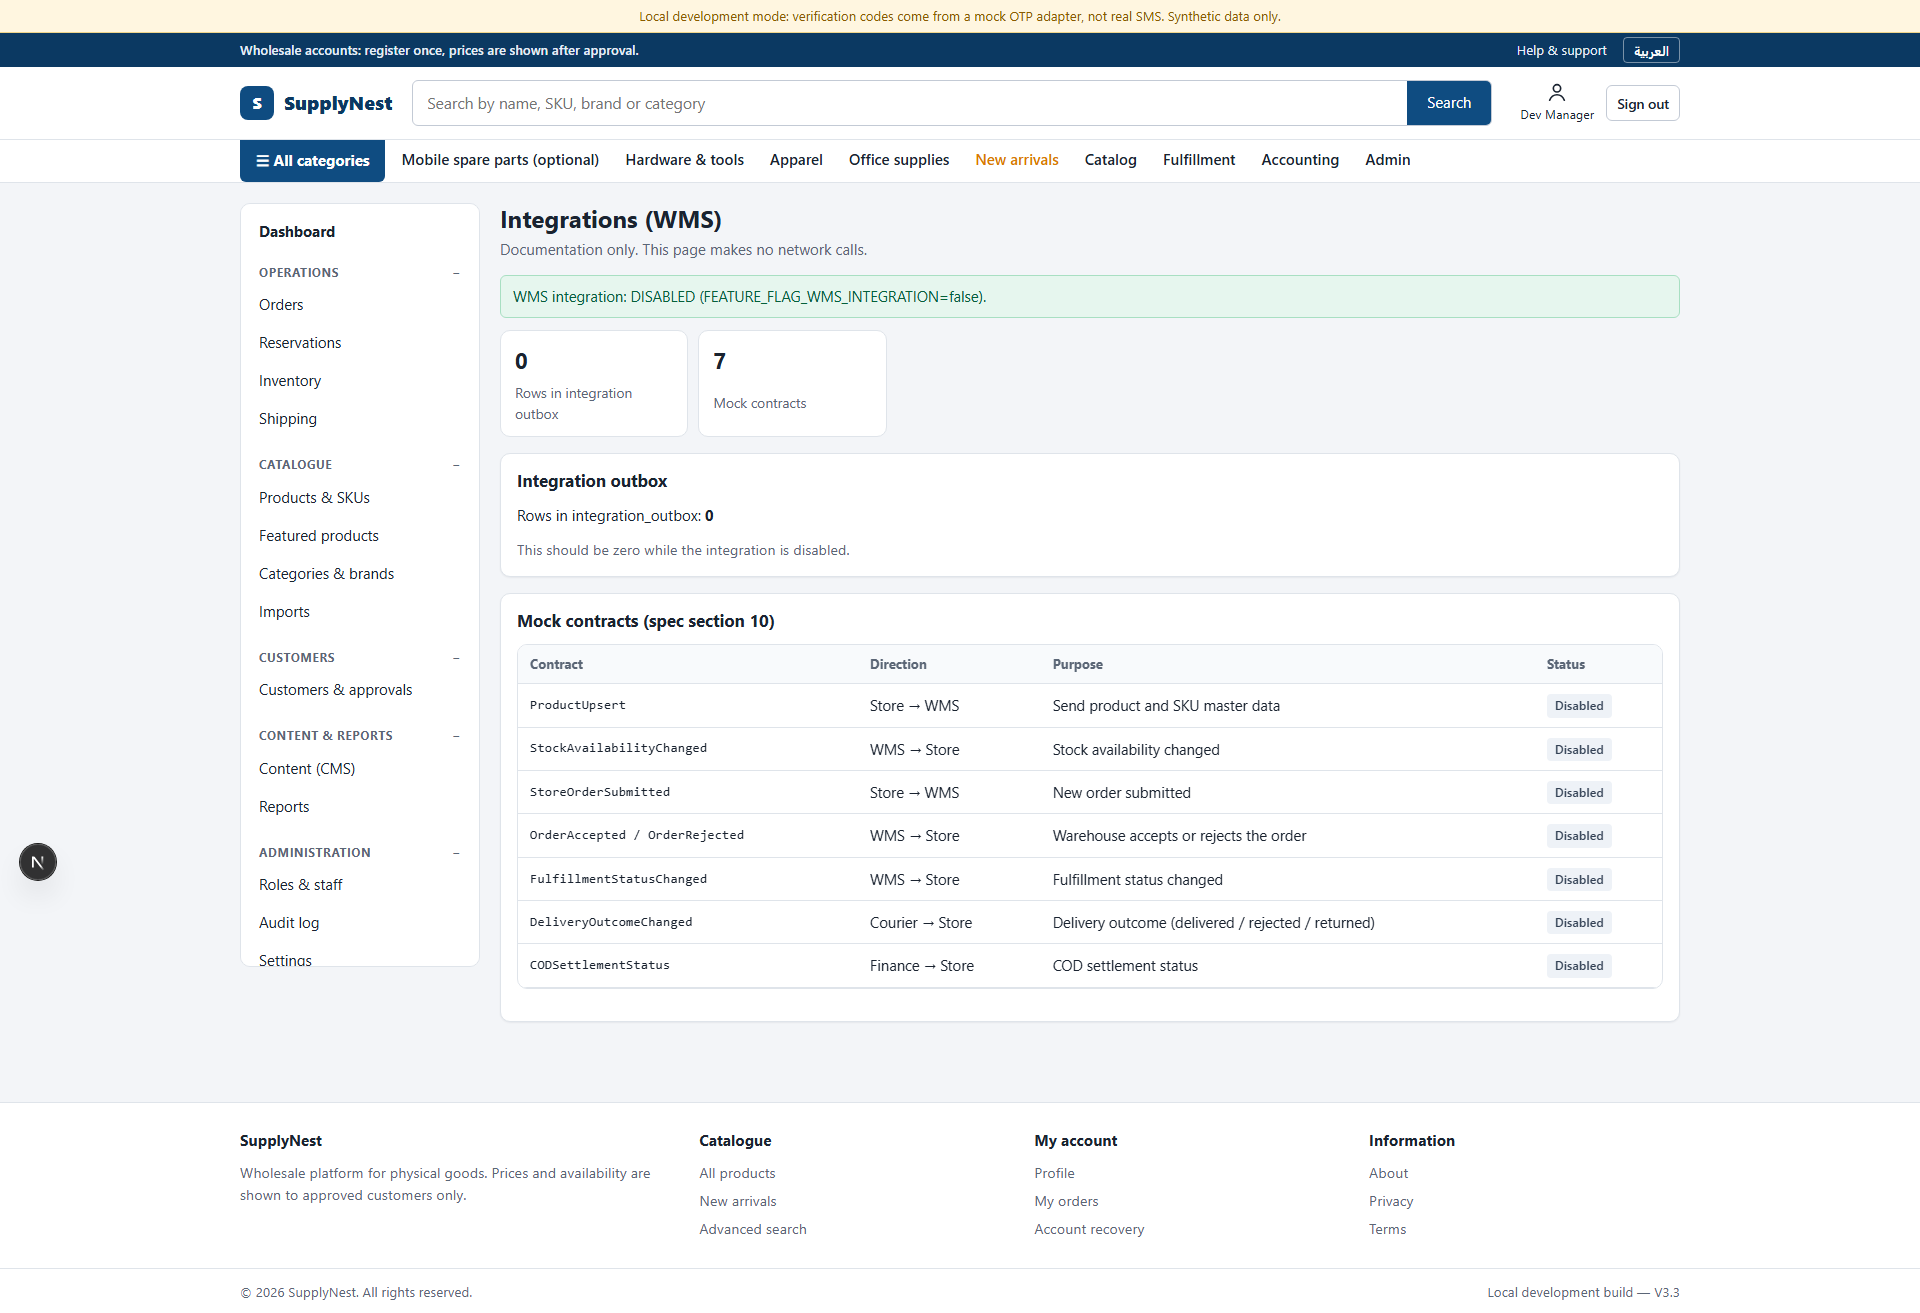 Local development mode: verification codes come from a mock OTP adapter, not real SMS. Synthetic data only.
Wholesale accounts: register once, prices are shown after approval.
Help & support
العربية
S SupplyNest
Search by name, SKU, brand or category
Search
Dev Manager
Sign out
☰ All categories
Mobile spare parts (optional)
Hardware & tools
Apparel
Office supplies
New arrivals
Catalog
Fulfillment
Accounting
Admin
Dashboard
OPERATIONS –
Orders
Reservations
Inventory
Shipping
CATALOGUE –
Products & SKUs
Featured products
Categories & brands
Imports
CUSTOMERS –
Customers & approvals
CONTENT & REPORTS –
Content (CMS)
Reports
ADMINISTRATION –
Roles & staff
Audit log
Settings
N
Integrations (WMS)
Documentation only. This page makes no network calls.
WMS integration: DISABLED (FEATURE_FLAG_WMS_INTEGRATION=false).
0
Rows in integration
outbox
7
Mock contracts
Integration outbox
Rows in integration_outbox: 0
This should be zero while the integration is disabled.
Mock contracts (spec section 10)
Contract Direction Purpose Status
ProductUpsert Store → WMS Send product and SKU master data Disabled
StockAvailabilityChanged WMS → Store Stock availability changed Disabled
StoreOrderSubmitted Store → WMS New order submitted Disabled
OrderAccepted / OrderRejected WMS → Store Warehouse accepts or rejects the order Disabled
FulfillmentStatusChanged WMS → Store Fulfillment status changed Disabled
DeliveryOutcomeChanged Courier → Store Delivery outcome (delivered / rejected / returned) Disabled
CODSettlementStatus Finance → Store COD settlement status Disabled
SupplyNest
Wholesale platform for physical goods. Prices and availability are
shown to approved customers only.
Catalogue
All products
New arrivals
Advanced search
My account
Profile
My orders
Account recovery
Information
About
Privacy
Terms
© 2026 SupplyNest. All rights reserved.
Local development build — V3.3